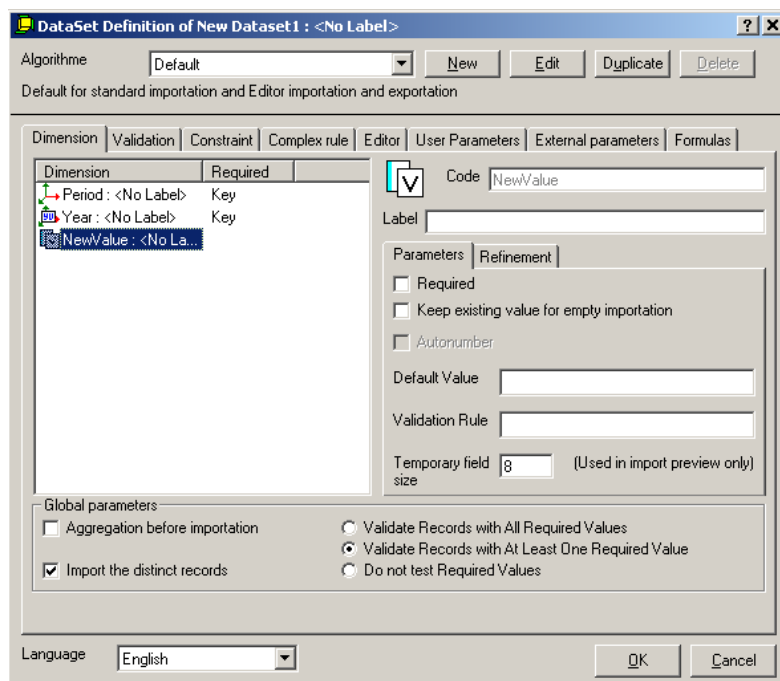 DataSet Definition of New Dataset1 : <No Label>
Algorithme Default New Edit Duplicate Delete
Default for standard importation and Editor importation and exportation
Dimension Validation Constraint Complex rule Editor User Parameters External parameters Formulas
Dimension Required
Period : <No Label> Key
Year : <No Label> Key
NewValue : <No La...
Code NewValue
Label
Parameters Refinement
Required
Keep existing value for empty importation
Autonumber
Default Value
Validation Rule
Temporary field size 8 (Used in import preview only)
Global parameters
Aggregation before importation
Import the distinct records
Validate Records with All Required Values
Validate Records with At Least One Required Value
Do not test Required Values
Language English OK Cancel